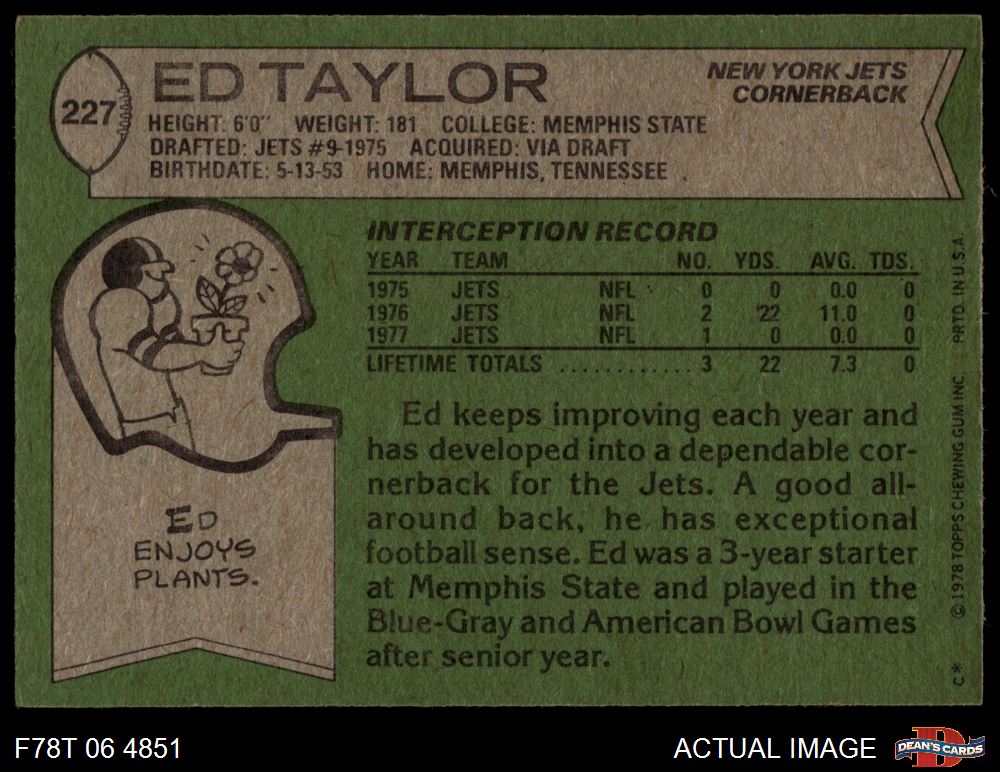 227
ED TAYLOR
NEW YORK JETS
CORNERBACK
HEIGHT: 6'0" WEIGHT: 181 COLLEGE: MEMPHIS STATE
DRAFTED: JETS #9-1975 ACQUIRED: VIA DRAFT
BIRTHDATE: 5-13-53 HOME: MEMPHIS, TENNESSEE
INTERCEPTION RECORD
YEAR TEAM NO. YDS. AVG. TDS.
1975 JETS NFL 0 0 0.0 0
1976 JETS NFL 2 22 11.0 0
1977 JETS NFL 1 0 0.0 0
LIFETIME TOTALS ............ 3 22 7.3 0
Ed keeps improving each year and
has developed into a dependable cor-
nerback for the Jets. A good all-
around back, he has exceptional
football sense. Ed was a 3-year starter
at Memphis State and played in the
Blue-Gray and American Bowl Games
after senior year.
ED
ENJOYS
PLANTS.
C* © 1978 TOPPS CHEWING GUM INC. PRTD. IN U.S.A.
F78T 06 4851
ACTUAL IMAGE
D
DEAN'S CARDS